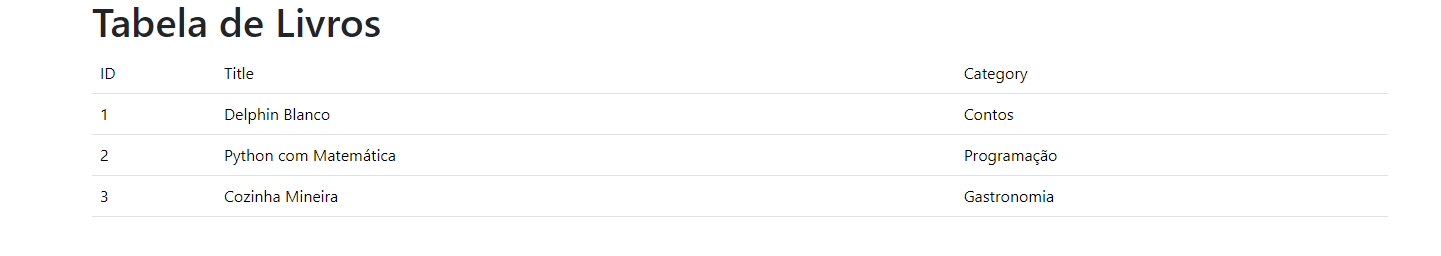 Tabela de Livros
ID Title Category
1 Delphin Blanco Contos
2 Python com Matemática Programação
3 Cozinha Mineira Gastronomia